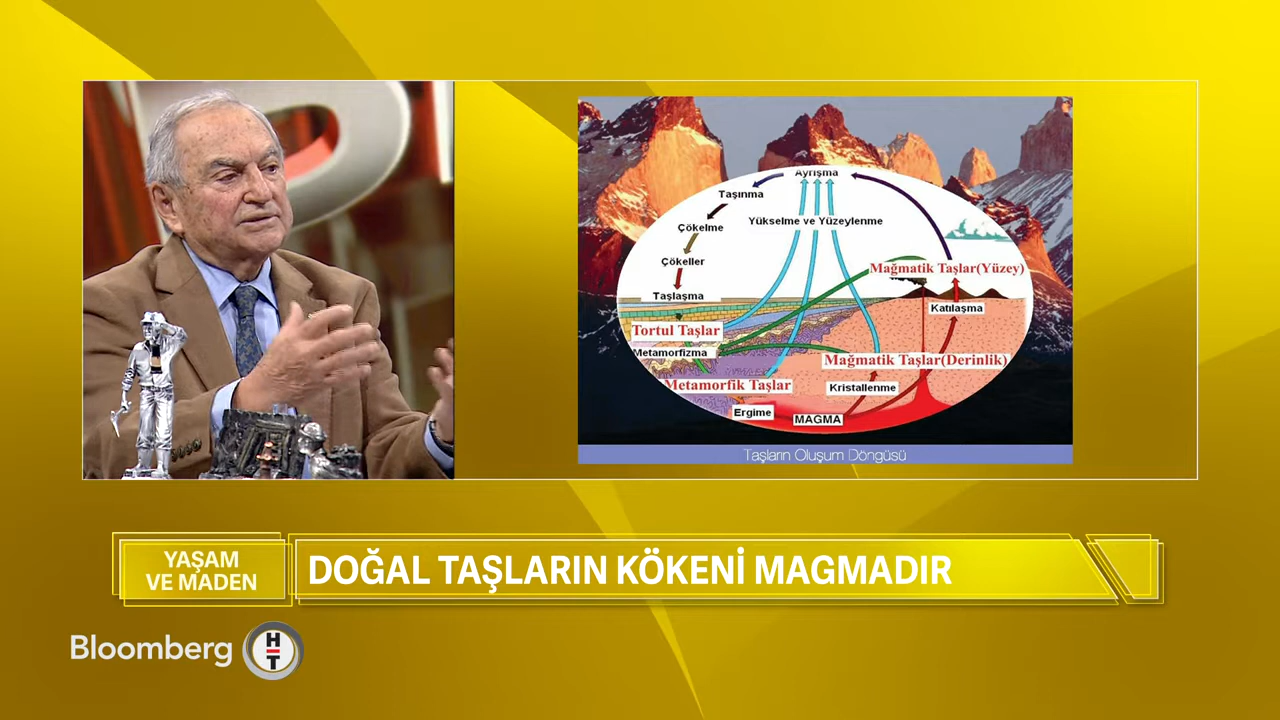 Ayrışma
Taşınma
Yükselme ve Yüzeylenme
Çökelme
Çökeller
Mağmatik Taşlar(Yüzey)
Taşlaşma
Katılaşma
Tortul Taşlar
Metamorfizma
Mağmatik Taşlar(Derinlik)
Metamorfik Taşlar
Kristallenme
Ergime
MAGMA
Taşların Oluşum Döngüsü
YAŞAM
VE MADEN
DOĞAL TAŞLARIN KÖKENİ MAGMADIR
Bloomberg HT